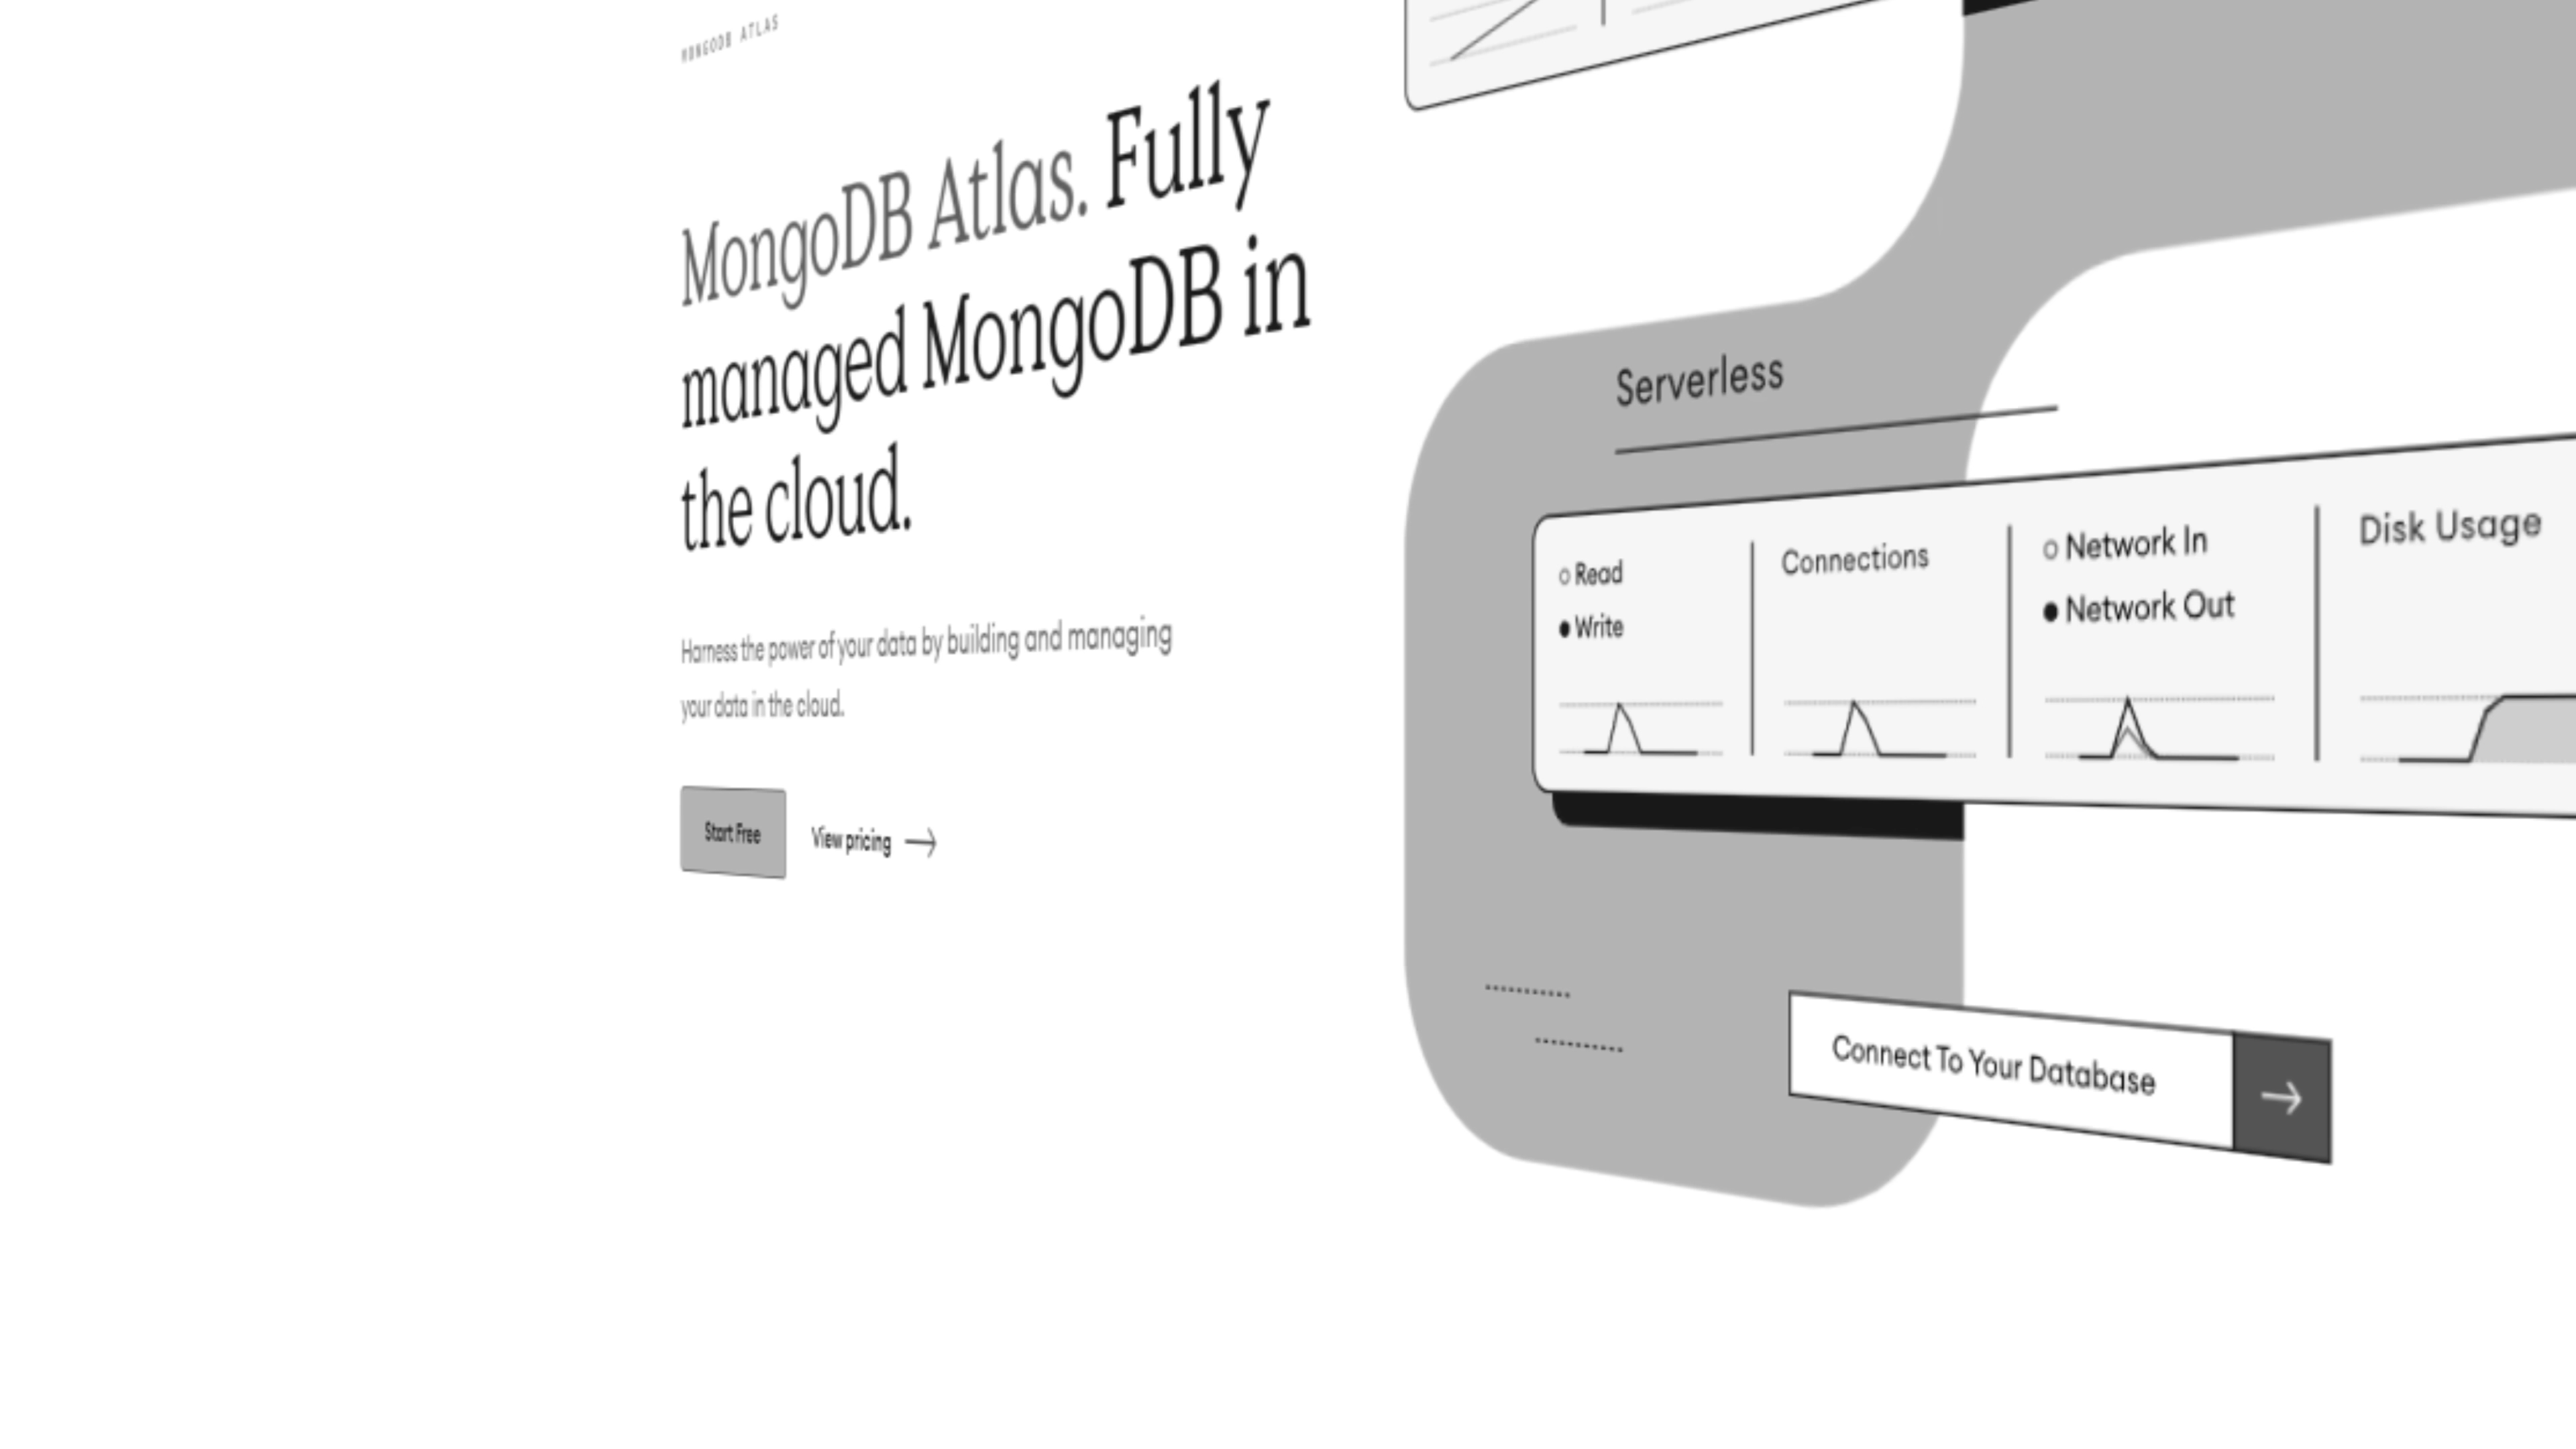 MONGODB ATLAS
MongoDB Atlas. Fully
managed MongoDB in
the cloud.
Harness the power of your data by building and managing
your data in the cloud.
Start Free
View pricing
Serverless
Read
Write
Connections
Network In
Network Out
Disk Usage
Connect To Your Database